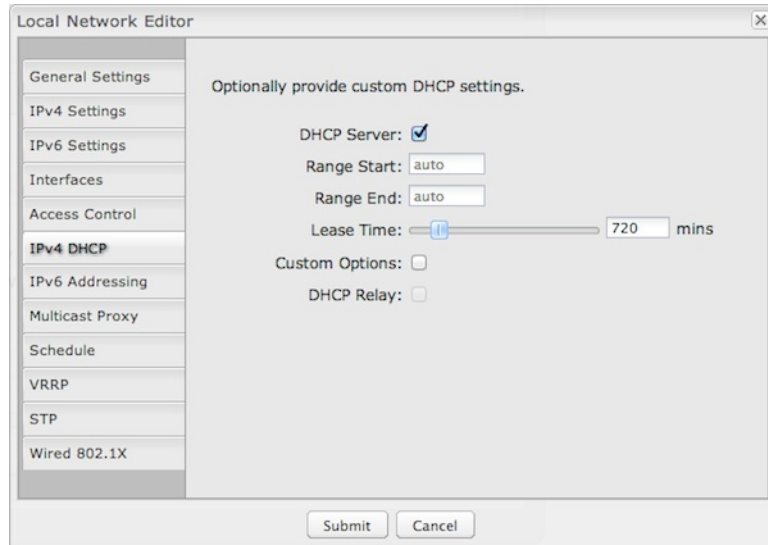 Local Network Editor
General Settings
IPv4 Settings
IPv6 Settings
Interfaces
Access Control
IPv4 DHCP
IPv6 Addressing
Multicast Proxy
Schedule
VRRP
STP
Wired 802.1X
Optionally provide custom DHCP settings.
DHCP Server:
Range Start: auto
Range End: auto
Lease Time: 720 mins
Custom Options:
DHCP Relay:
Submit Cancel